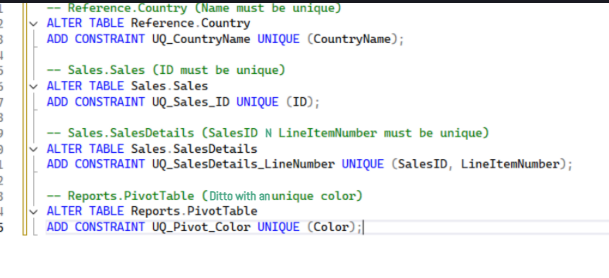 -- Reference.Country (Name must be unique)
ALTER TABLE Reference.Country
ADD CONSTRAINT UQ_CountryName UNIQUE (CountryName);
-- Sales.Sales (ID must be unique)
ALTER TABLE Sales.Sales
ADD CONSTRAINT UQ_Sales_ID UNIQUE (ID);
-- Sales.SalesDetails (SalesID N LineItemNumber must be unique)
ALTER TABLE Sales.SalesDetails
ADD CONSTRAINT UQ_SalesDetails_LineNumber UNIQUE (SalesID, LineItemNumber);
-- Reports.PivotTable (Ditto with an unique color)
ALTER TABLE Reports.PivotTable
ADD CONSTRAINT UQ_Pivot_Color UNIQUE (Color);